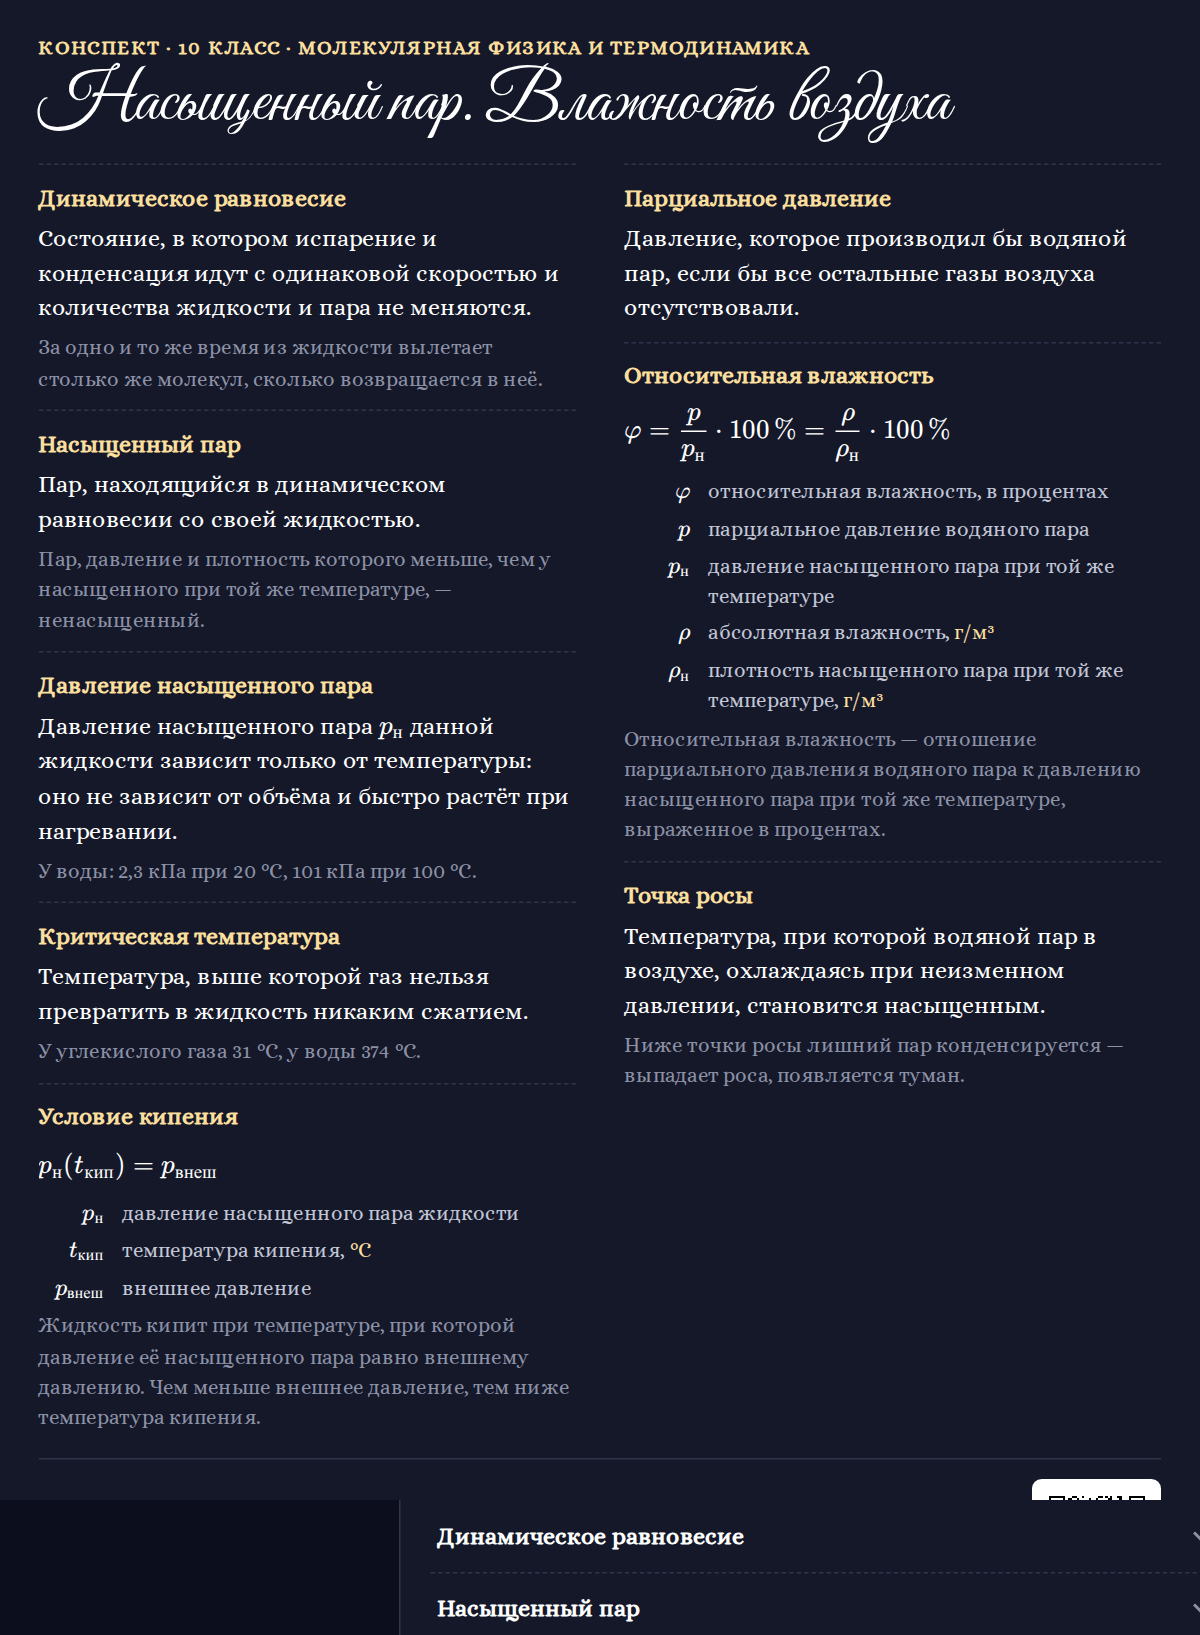 КОНСПЕКТ · 10 КЛАСС · МОЛЕКУЛЯРНАЯ ФИЗИКА И ТЕРМОДИНАМИКА
Насыщенный пар. Влажность воздуха
Динамическое равновесие
Состояние, в котором испарение и
конденсация идут с одинаковой скоростью и
количества жидкости и пара не меняются.
За одно и то же время из жидкости вылетает
столько же молекул, сколько возвращается в неё.
Насыщенный пар
Пар, находящийся в динамическом
равновесии со своей жидкостью.
Пар, давление и плотность которого меньше, чем у
насыщенного при той же температуре, —
ненасыщенный.
Давление насыщенного пара
Давление насыщенного пара pн данной
жидкости зависит только от температуры:
оно не зависит от объёма и быстро растёт при
нагревании.
У воды: 2,3 кПа при 20 °C, 101 кПа при 100 °C.
Критическая температура
Температура, выше которой газ нельзя
превратить в жидкость никаким сжатием.
У углекислого газа 31 °C, у воды 374 °C.
Условие кипения
pн(tкип) = pвнеш
pн давление насыщенного пара жидкости
tкип температура кипения, °C
pвнеш внешнее давление
Жидкость кипит при температуре, при которой
давление её насыщенного пара равно внешнему
давлению. Чем меньше внешнее давление, тем ниже
температура кипения.
Парциальное давление
Давление, которое производил бы водяной
пар, если бы все остальные газы воздуха
отсутствовали.
Относительная влажность
φ = p/pн · 100 % = ρ/ρн · 100 %
φ относительная влажность, в процентах
p парциальное давление водяного пара
pн давление насыщенного пара при той же
температуре
ρ абсолютная влажность, г/м³
ρн плотность насыщенного пара при той же
температуре, г/м³
Относительная влажность — отношение
парциального давления водяного пара к давлению
насыщенного пара при той же температуре,
выраженное в процентах.
Точка росы
Температура, при которой водяной пар в
воздухе, охлаждаясь при неизменном
давлении, становится насыщенным.
Ниже точки росы лишний пар конденсируется —
выпадает роса, появляется туман.
Динамическое равновесие
Насыщенный пар